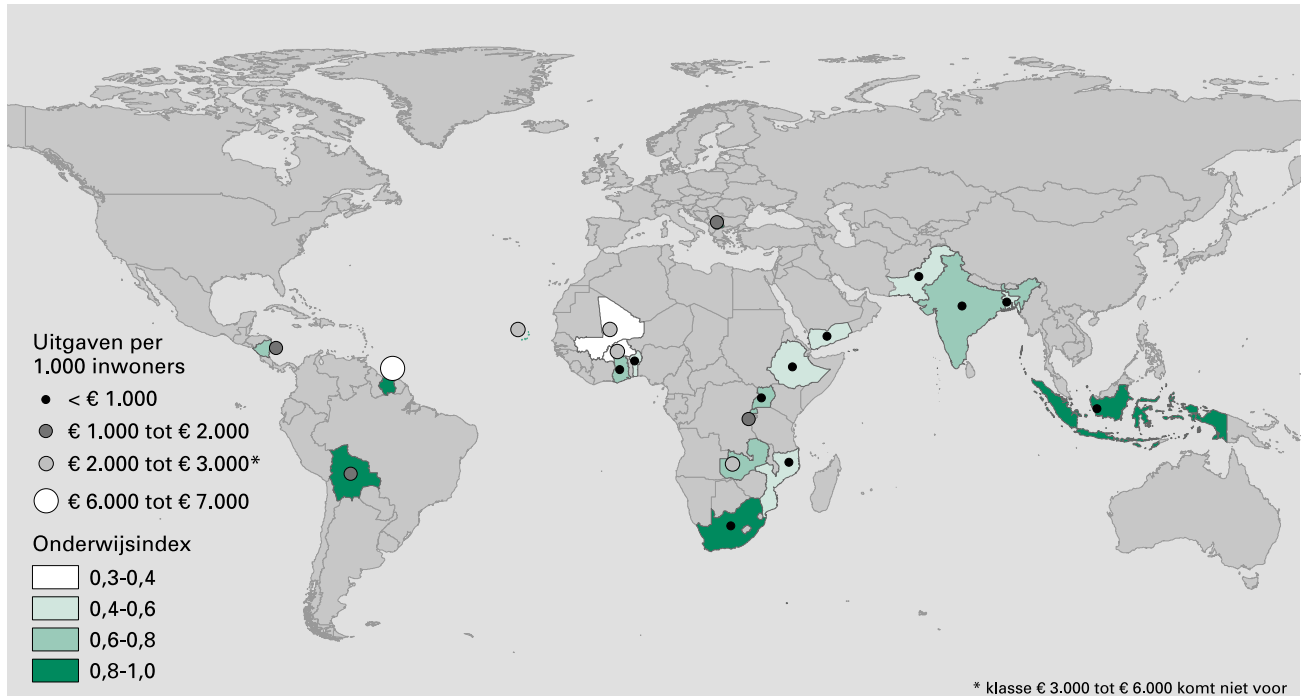 Uitgaven per
1.000 inwoners
< € 1.000
€ 1.000 tot € 2.000
€ 2.000 tot € 3.000*
€ 6.000 tot € 7.000
Onderwijsindex
0,3-0,4
0,4-0,6
0,6-0,8
0,8-1,0
* klasse € 3.000 tot € 6.000 komt niet voor